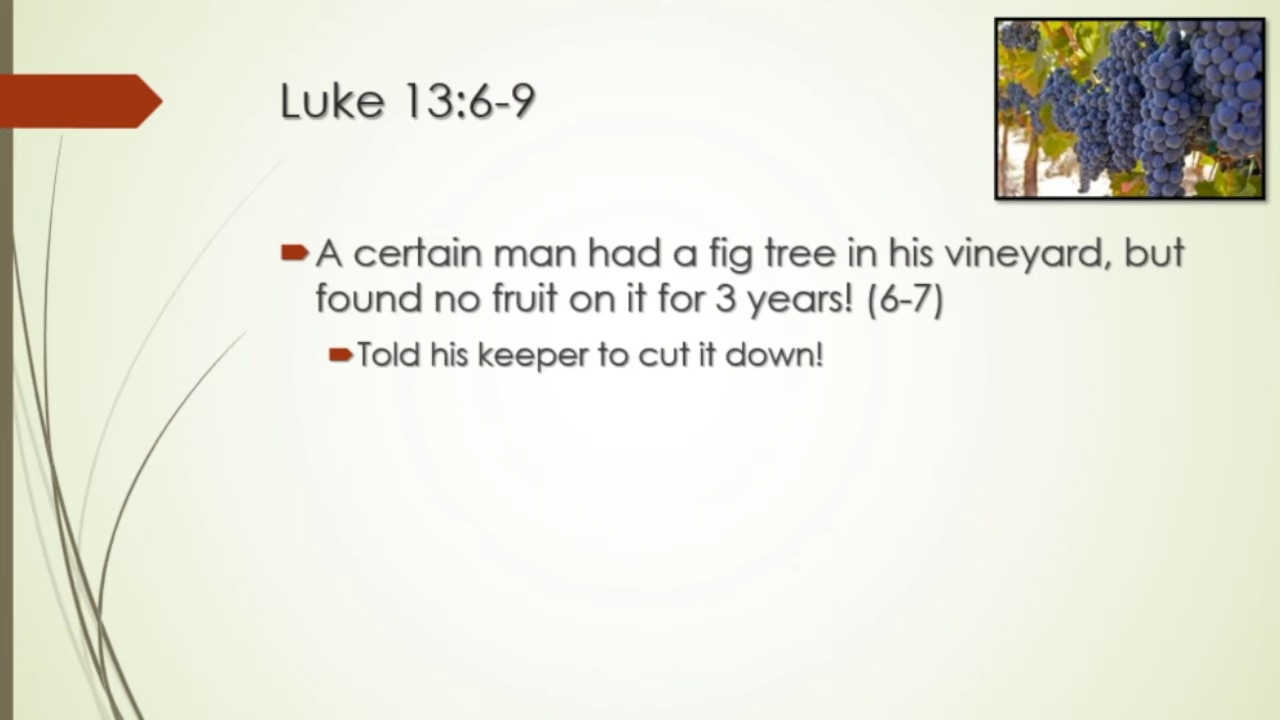 Luke 13:6-9
A certain man had a fig tree in his vineyard, but
found no fruit on it for 3 years! (6-7)
Told his keeper to cut it down!